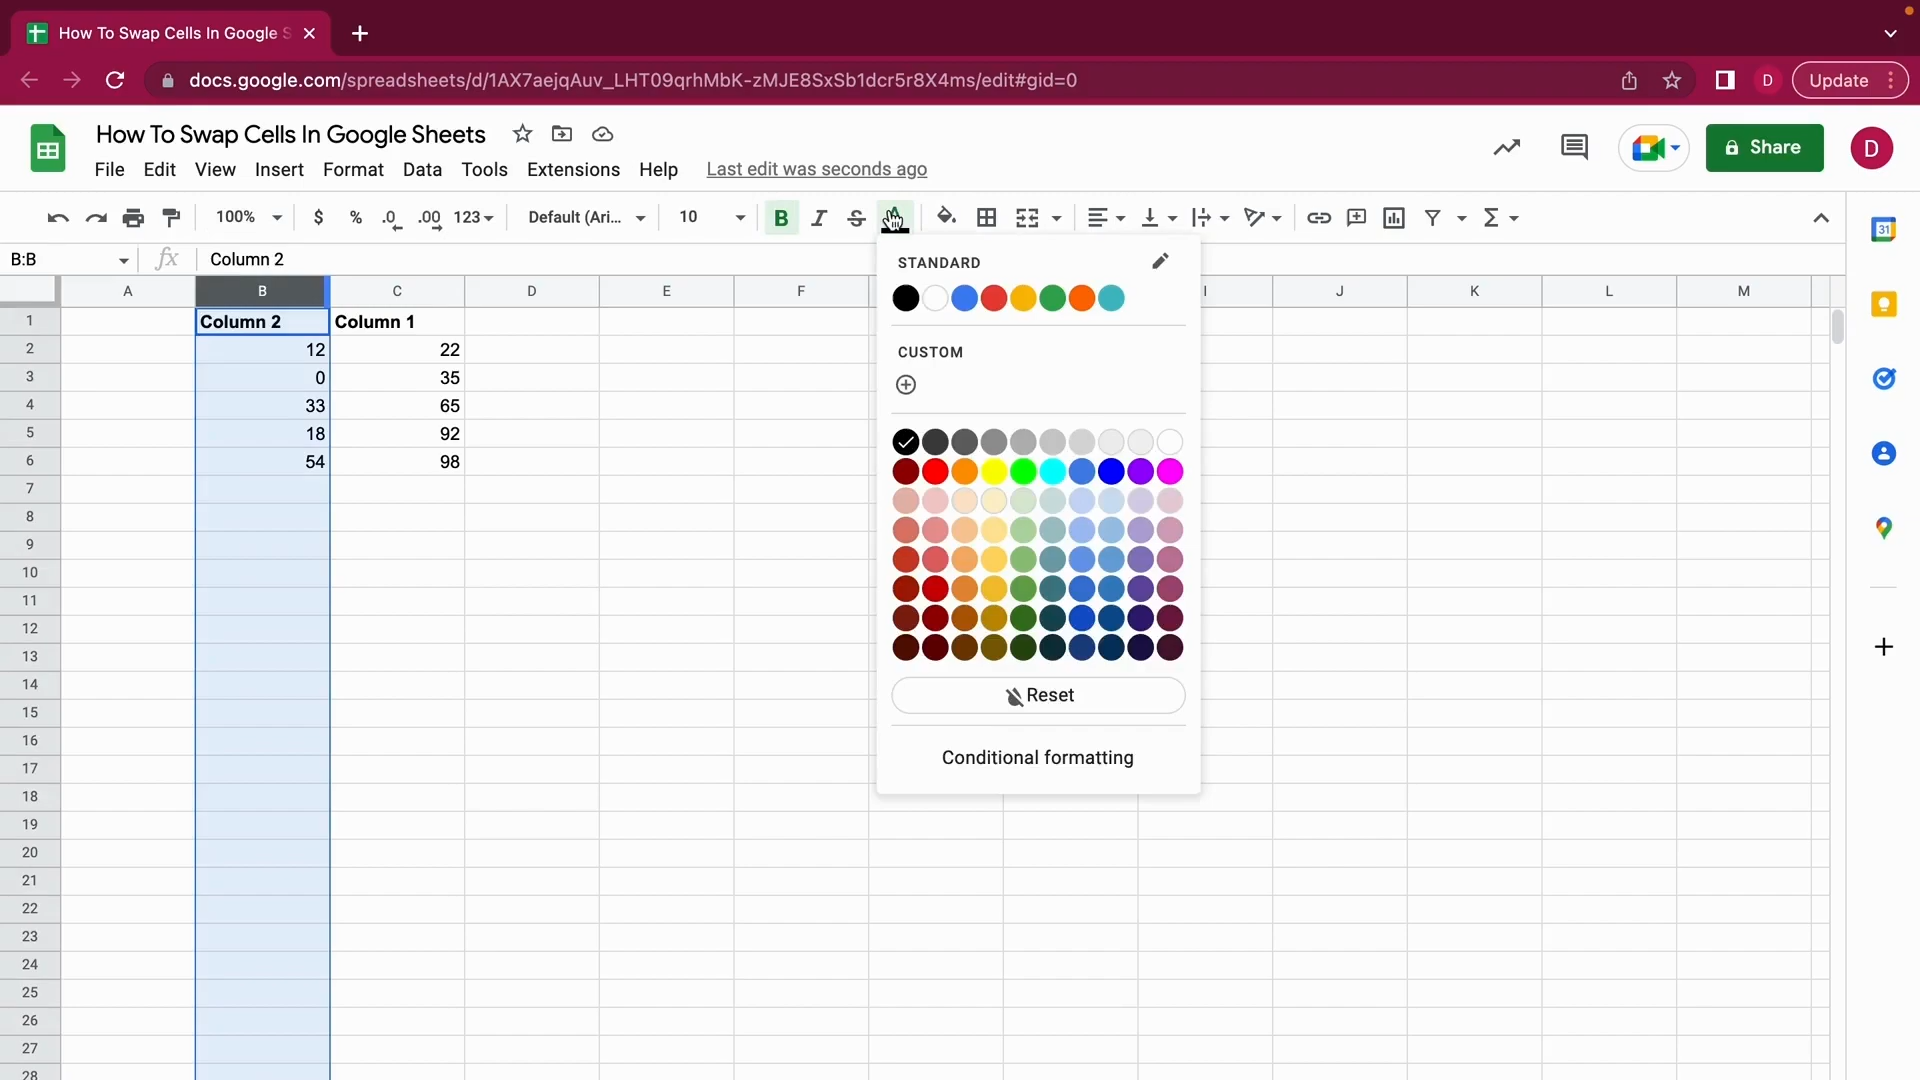 How To Swap Cells In Google S
docs.google.com/spreadsheets/d/1AX7aejqAuv_LHT09qrhMbK-zMJE8SxSb1dcr5r8X4ms/edit#gid=0
D
Update
How To Swap Cells In Google Sheets
File Edit View Insert Format Data Tools Extensions Help Last edit was seconds ago
Share
D
100% $ % .0 .00 123 Default (Ari... 10 B I S A Σ
31
B:B fx Column 2
STANDARD
A B C D E F I J K L M
1 Column 2 Column 1
2 12 22
3 0 35
4 33 65
5 18 92
6 54 98
7
8
9
10
11
12
13
14
15
16
17
18
19
20
21
22
23
24
25
26
27
28
CUSTOM
Reset
Conditional formatting